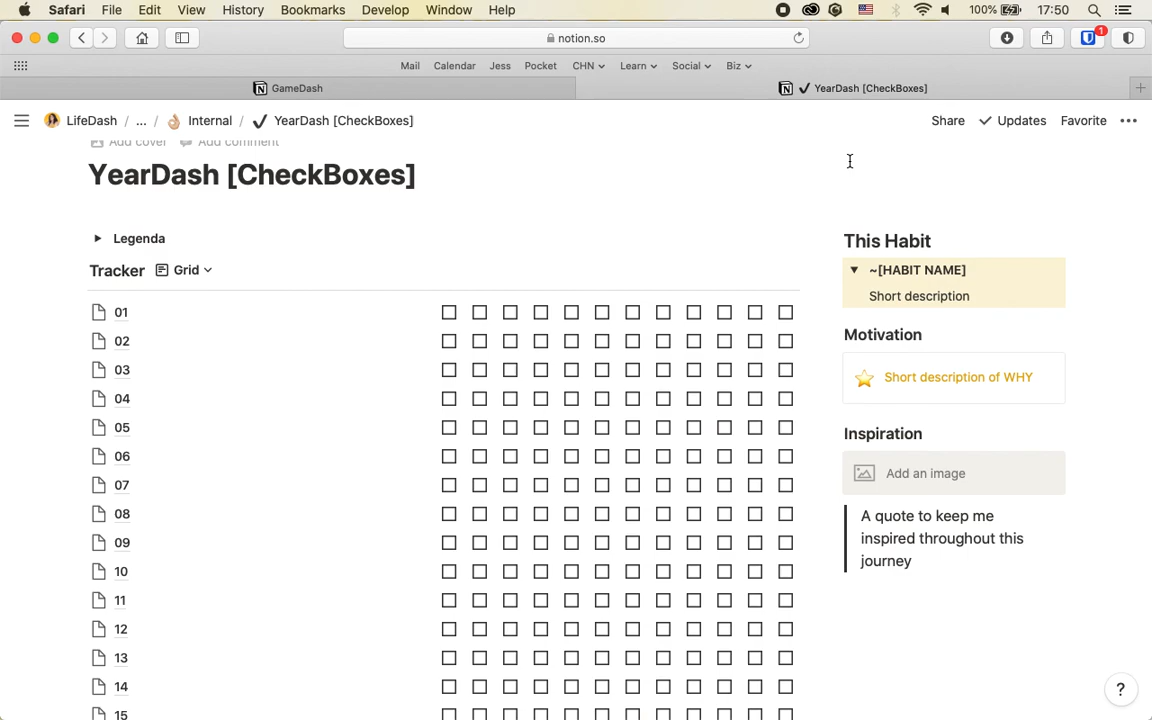 Safari File Edit View History Bookmarks Develop Window Help 100% 17:50
notion.so 1
Mail Calendar Jess Pocket CHN Learn Social Biz
GameDash
YearDash [CheckBoxes]
LifeDash / ... / Internal / YearDash [CheckBoxes]
Share Updates Favorite •••
Add cover Add comment
YearDash [CheckBoxes]
Legenda
Tracker Grid
01
02
03
04
05
06
07
08
09
10
11
12
13
14
15
This Habit
~[HABIT NAME]
Short description
Motivation
Short description of WHY
Inspiration
Add an image
A quote to keep me
inspired throughout this
journey
?